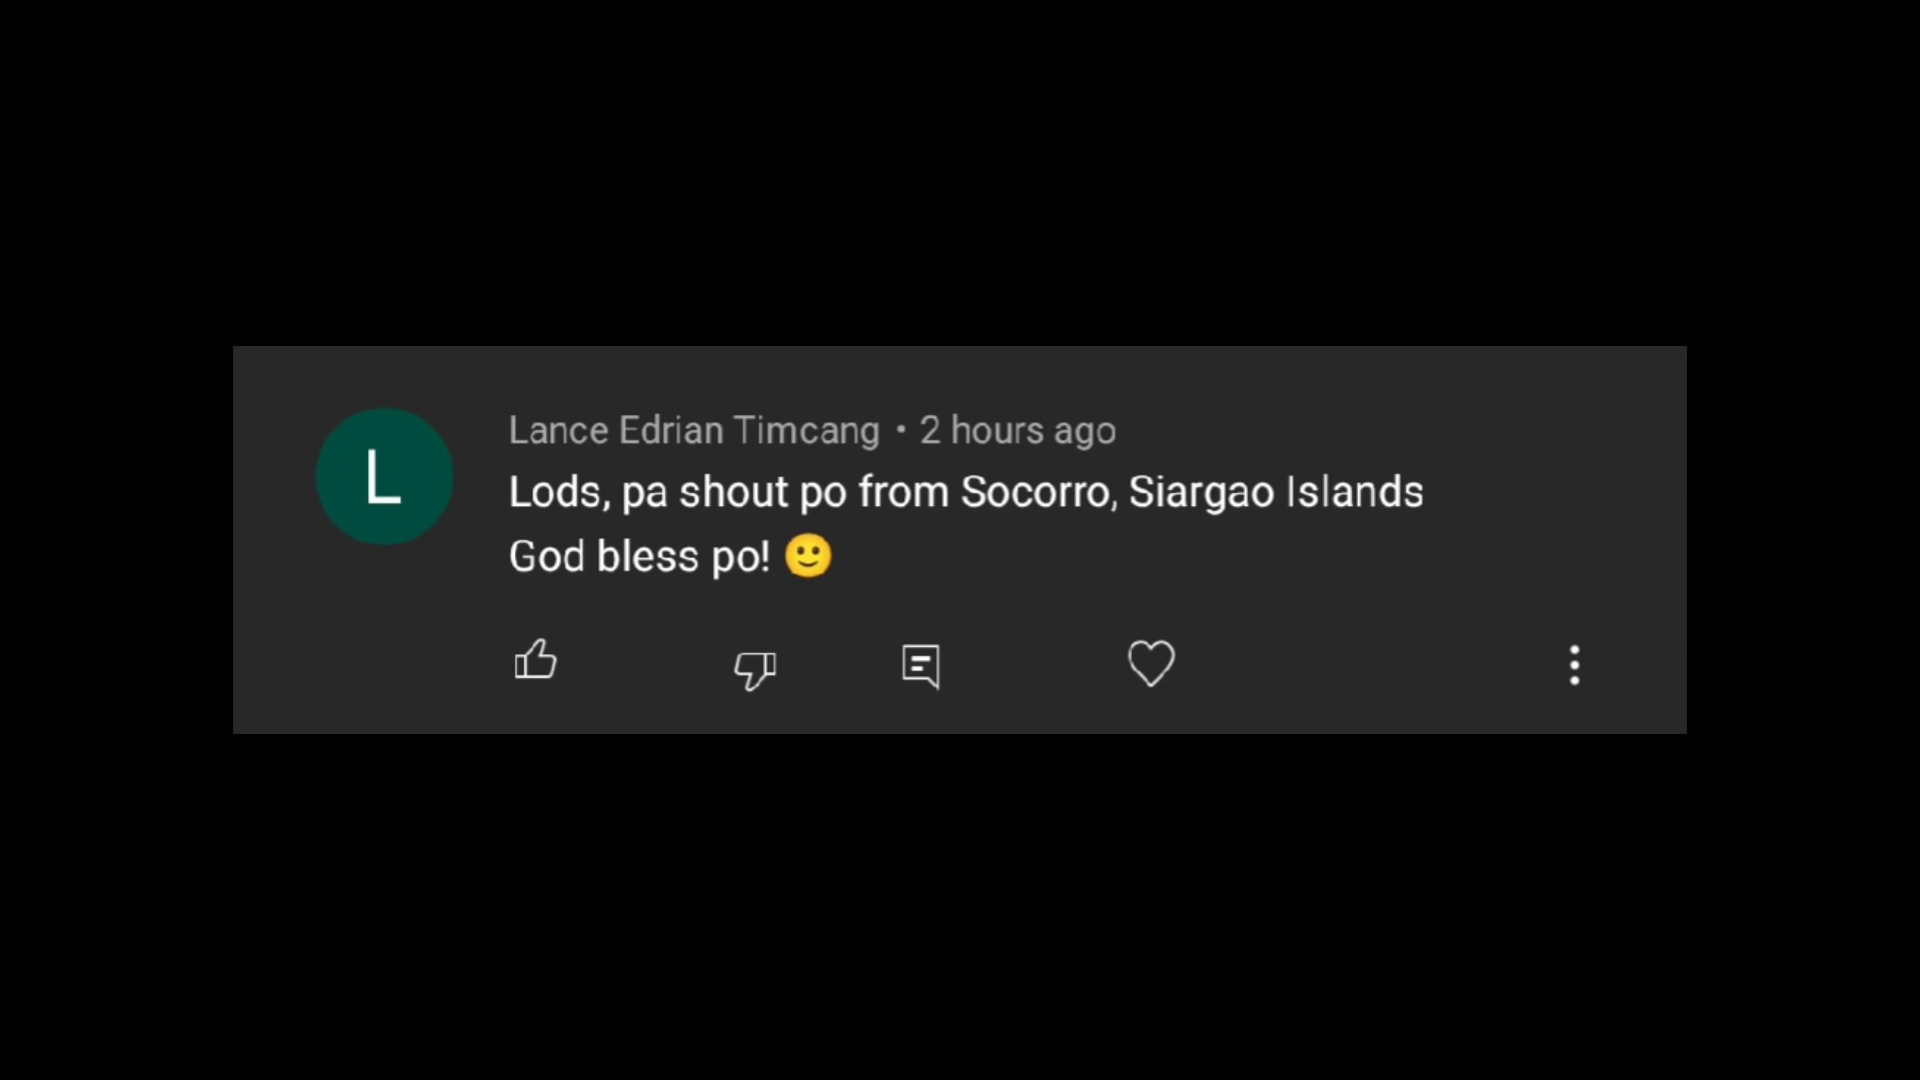 L
Lance Edrian Timcang • 2 hours ago
Lods, pa shout po from Socorro, Siargao Islands
God bless po! 🙂